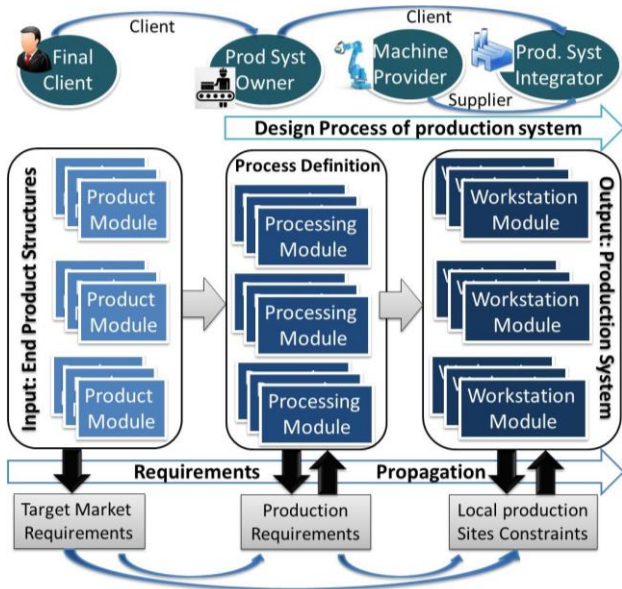 Client
Client
Final
Client
Prod Syst
Owner
Machine
Provider
Prod. Syst
Integrator
Supplier
Design Process of production system
Input: End Product Structures
Product
Module
Product
Module
Product
Module
Process Definition
Processing
Module
Processing
Module
Processing
Module
Workstation
Module
Workstation
Module
Workstation
Module
Output: Production System
Requirements Propagation
Target Market
Requirements
Production
Requirements
Local production
Sites Constraints